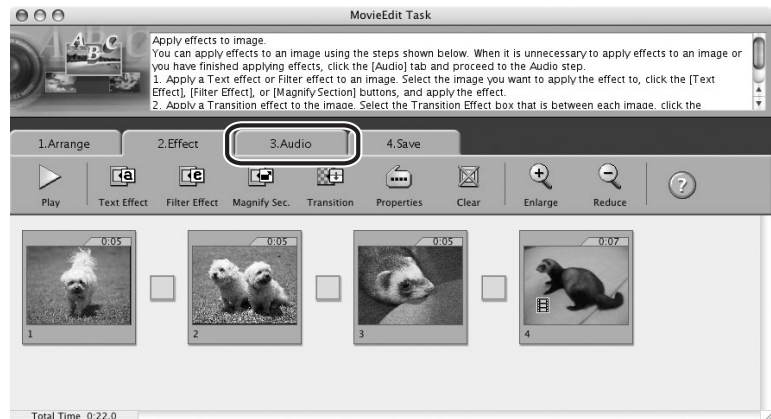 MovieEdit Task
A B C
Apply effects to image.
You can apply effects to an image using the steps shown below. When it is unnecessary to apply effects to an image or
you have finished applying effects, click the [Audio] tab and proceed to the Audio step.
1. Apply a Text effect or Filter effect to an image. Select the image you want to apply the effect to, click the [Text
Effect], [Filter Effect], or [Magnify Section] buttons, and apply the effect.
2. Apply a Transition effect to the image. Select the Transition Effect box that is between each image, click the
1.Arrange 2.Effect 3.Audio 4.Save
Play Text Effect Filter Effect Magnify Sec. Transition Properties Clear Enlarge Reduce ?
0:05 0:05 0:05 0:07
1 2 3 4
Total Time 0:22.0